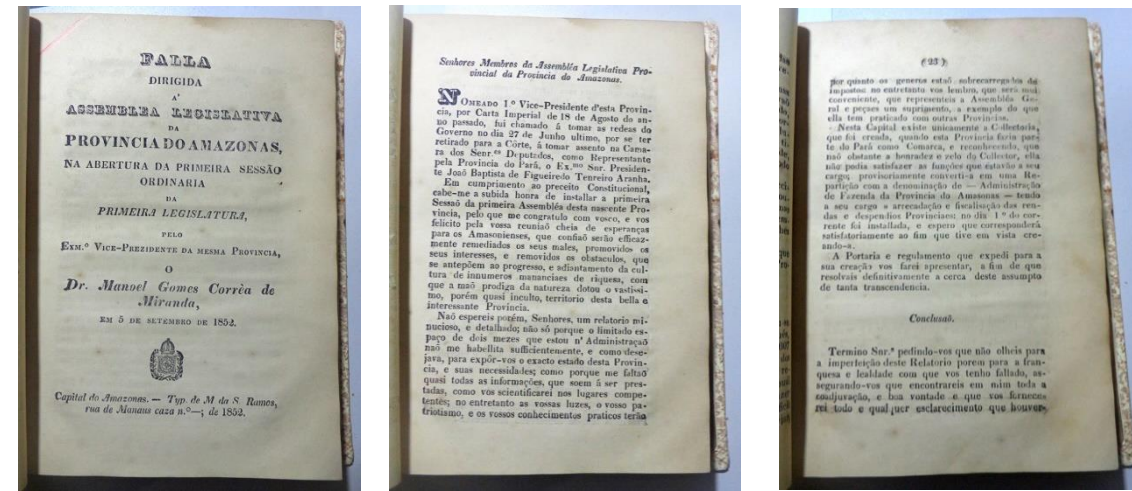 FALLA
DIRIGIDA
A'
ASSEMBLEA LEGISLATIVA
DA
PROVINCIA DO AMAZONAS,
NA ABERTURA DA PRIMEIRA SESSÃO
ORDINARIA
DA
PRIMEIRA LEGISLATURA,
PELO
EXM.º VICE-PREZIDENTE DA MESMA PROVINCIA,
O
Dr. Manoel Gomes Corrêa de
Miranda,
EM 5 DE SETEMBRO DE 1852.
Capital do Amazonas. — Typ. de M da S. Ramos,
rua de Manaus caza n.º—; de 1852.
Senhores Membros da Assembléa Legislativa Pro-
vincial da Provincia do Amazonas.
NOMEADO 1º Vice-Presidente d'esta Provin-
cia, por Carta Imperial de 18 de Agosto do an-
no passado, fui chamado á tomar as redeas do
Governo no dia 27 de Junho ultimo, por se ter
retirado para a Côrte, á tomar assento na Cama-
ra dos Senr.es Deputados, como Representante
pela Provincia do Pará, o Ex.mo Snr. Presiden-
te Joaõ Baptista de Figueiredo Tenreiro Aranha.
Em cumprimento ao preceito Constitucional,
cabe-me a subida honra de installar a primeira
Sessaõ da primeira Assembléa desta nascente Pro-
vincia, pelo que me congratulo com vosco, e vos
felicito pela vossa reuniaõ cheia de esperanças
para os Amasonienses, que confiaõ serão efficaz-
mente remediados os seus males, promovidos os
seus interesses, e removidos os obstaculos, que
se antepõem ao progresso, e adiantamento da cul-
tura de innumeros mananciaes de riquesa, com
que a maõ prodiga da natureza dotou o vastissi-
mo, porém quasi inculto, territorio desta bella e
interessante Provincia.
Naõ espereis porém, Senhores, um relatorio mi-
nucioso, e detalhado; não só porque o limitado es-
paço de dois mezes que estou n' Administraçaõ
naõ me habellita sufficientemente, e como dese-
java, para expôr-vos o exacto estado desta Provin-
cia, e suas necessidades; como porque me faltaõ
quasi todas as informações, que soem á ser pres-
tadas, como vos scientificarei nos lugares compe-
tentes; no entretanto as vossas luzes, o vosso pa-
triotismo, e os vossos conhecimentos praticos terão
(23)
por quanto os generos estaõ sobrecarregados de
impostos: no entretanto vos lembro, que será mui
conveniente, que representeis a Assembléa Ge-
ral e peçaes um suprimento, a exemplo do que
ella tem praticado com outras Provincias.
Nesta Capital existe unicamente a Collectoria,
que foi creada, quando esta Provincia fazia par-
te do Pará como Comarca, e reconhecendo, que
naõ obstante a honradez e zelo do Collector, ella
não podia satisfazer as funções que estavão a seu
cargo; provisoriamente converti-a em uma Re-
partição com a denominação de — Administração
de Fazenda da Provincia do Amazonas — tendo
a seu cargo a arrecadação e fiscalisação das ren-
das e despendios Provinciaes; no dia 1º do cor-
rente foi installada, e espero que corresponderá
satisfatoriamente ao fim que tive em vista cre-
ando-a.
A Portaria e regulamento que expedi para a
sua creação vos farei apresentar, a fim de que
resolvais definitivamente a cerca deste assumpto
de tanta transcendencia.
Conclusaõ.
Termino Snr.s pedindo-vos que não olheis para
a imperfeição deste Relatorio porem para a fran-
quesa e lealdade com que vos tenho fallado, as-
segurando-vos que encontrareis em mim toda a
coadjuvação, e boa vontade e que vos fornece-
rei todo e qualquer esclarecimento que houver-